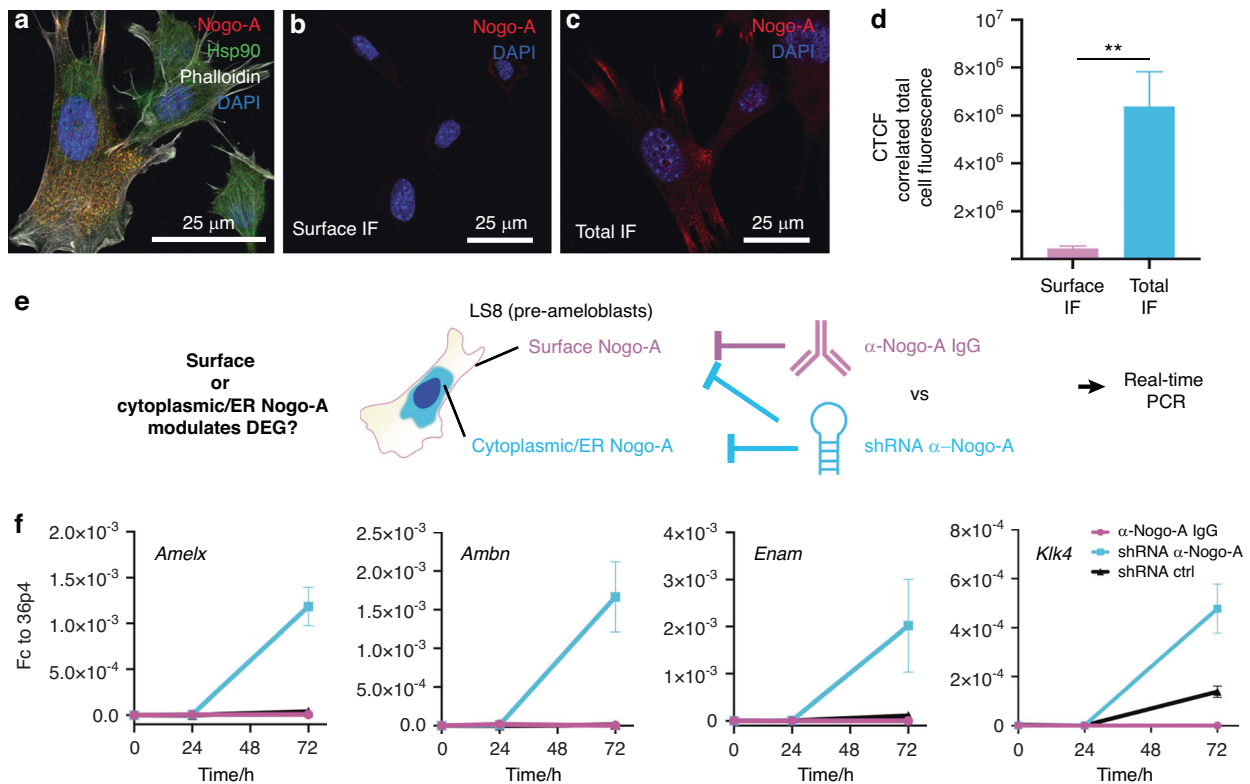 a
Nogo-A
Hsp90
Phalloidin
DAPI
25 μm
b
Nogo-A
DAPI
Surface IF
25 μm
c
Nogo-A
DAPI
Total IF
25 μm
d
CTCF
correlated total
cell fluorescence
10⁷
8×10⁶
6×10⁶
4×10⁶
2×10⁶
**
Surface
IF
Total
IF
e
Surface
or
cytoplasmic/ER Nogo-A
modulates DEG?
LS8 (pre-ameloblasts)
Surface Nogo-A
Cytoplasmic/ER Nogo-A
α-Nogo-A IgG
vs
shRNA α–Nogo-A
Real-time
PCR
f
Fc to 36p4
2.0×10⁻³
1.5×10⁻³
1.0×10⁻³
5.0×10⁻⁴
0.0
Amelx
0 24 48 72
Time/h
2.5×10⁻³
2.0×10⁻³
1.5×10⁻³
1.0×10⁻³
5.0×10⁻⁴
0.0
Ambn
0 24 48 72
Time/h
4×10⁻³
3×10⁻³
2×10⁻³
1×10⁻³
0
Enam
0 24 48 72
Time/h
8×10⁻⁴
6×10⁻⁴
4×10⁻⁴
2×10⁻⁴
0
Klk4
α-Nogo-A IgG
shRNA α-Nogo-A
shRNA ctrl
0 24 48 72
Time/h